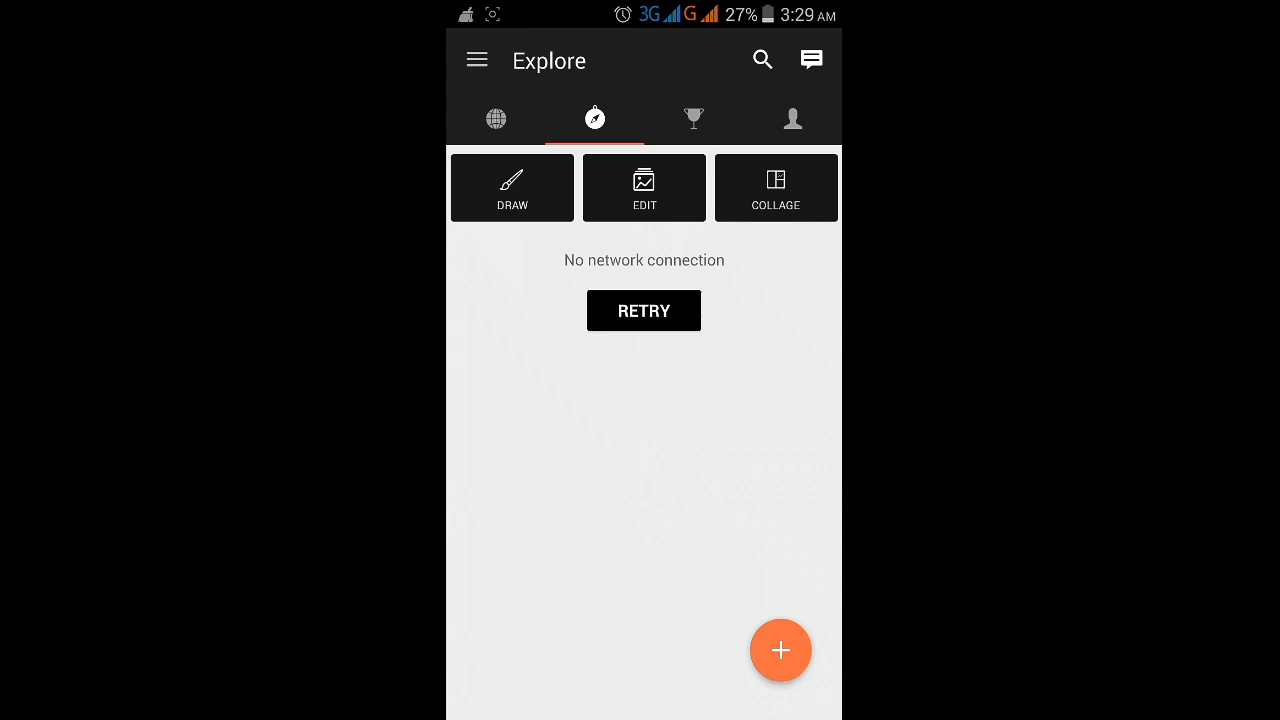 3G G 27% 3:29 AM
Explore
DRAW EDIT COLLAGE
No network connection
RETRY